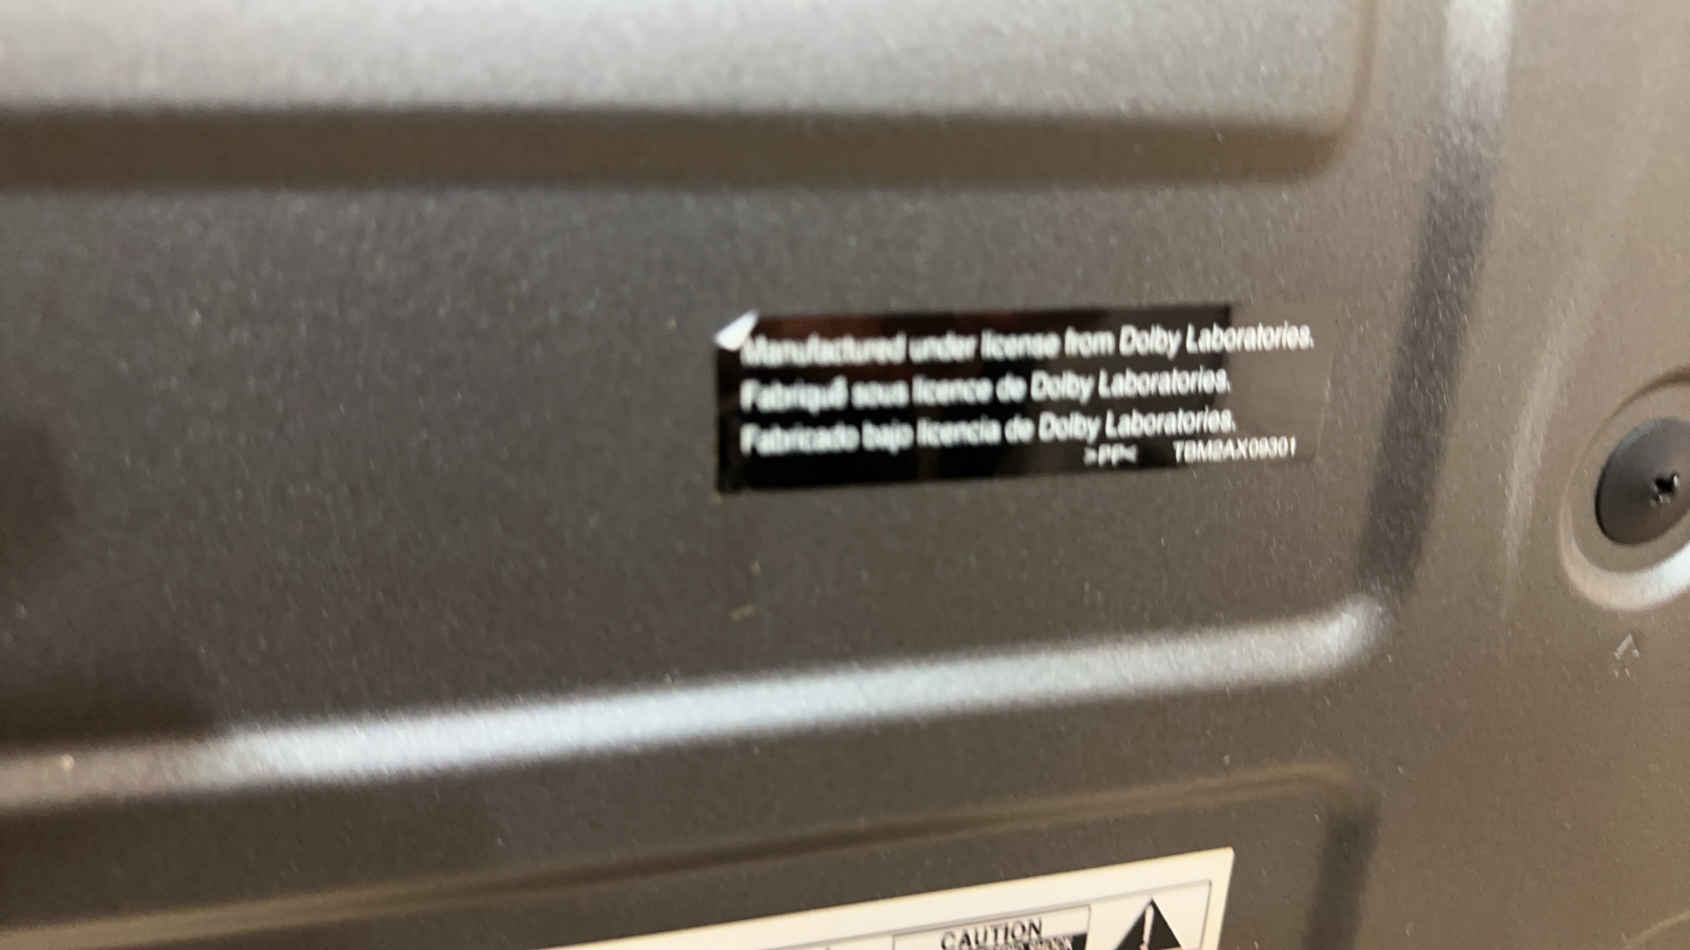 Manufactured under license from Dolby Laboratories.
Fabriqué sous licence de Dolby Laboratories.
Fabricado bajo licencia de Dolby Laboratories.
>PP< TBM2AX09301
CAUTION